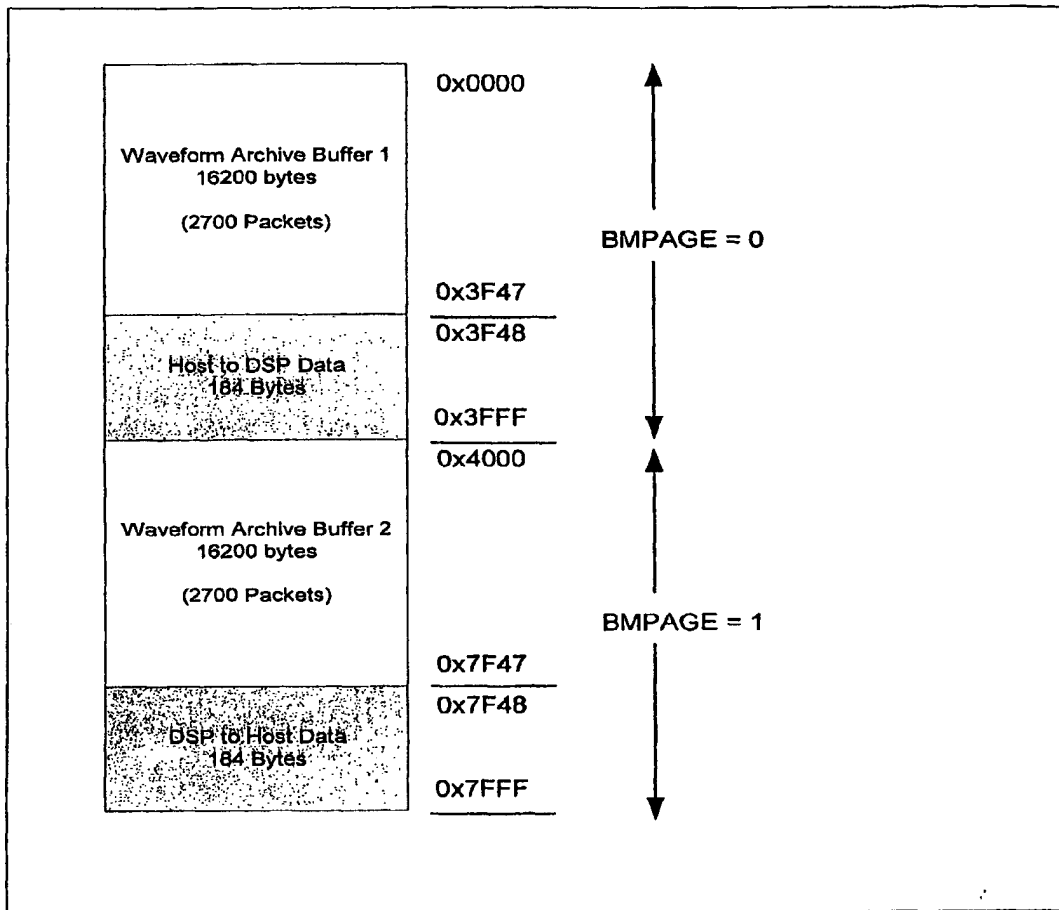 0x0000
Waveform Archive Buffer 1
16200 bytes
(2700 Packets)
BMPAGE = 0
0x3F47
0x3F48
Host to DSP Data
184 Bytes
0x3FFF
0x4000
Waveform Archive Buffer 2
16200 bytes
(2700 Packets)
BMPAGE = 1
0x7F47
0x7F48
DSP to Host Data
184 Bytes
0x7FFF